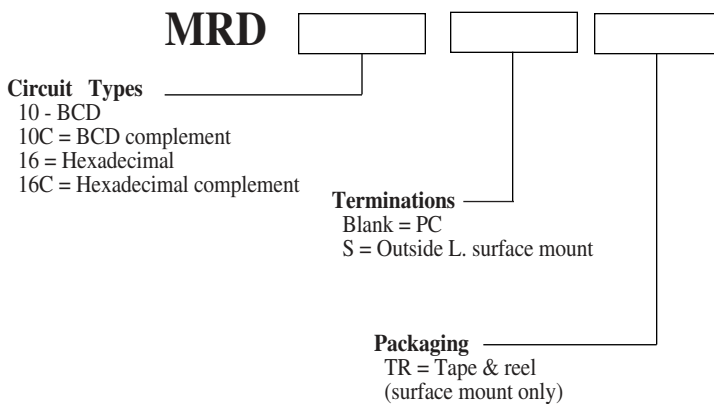 MRD
Circuit Types
10 - BCD
10C = BCD complement
16 = Hexadecimal
16C = Hexadecimal complement
Terminations
Blank = PC
S = Outside L. surface mount
Packaging
TR = Tape & reel
(surface mount only)